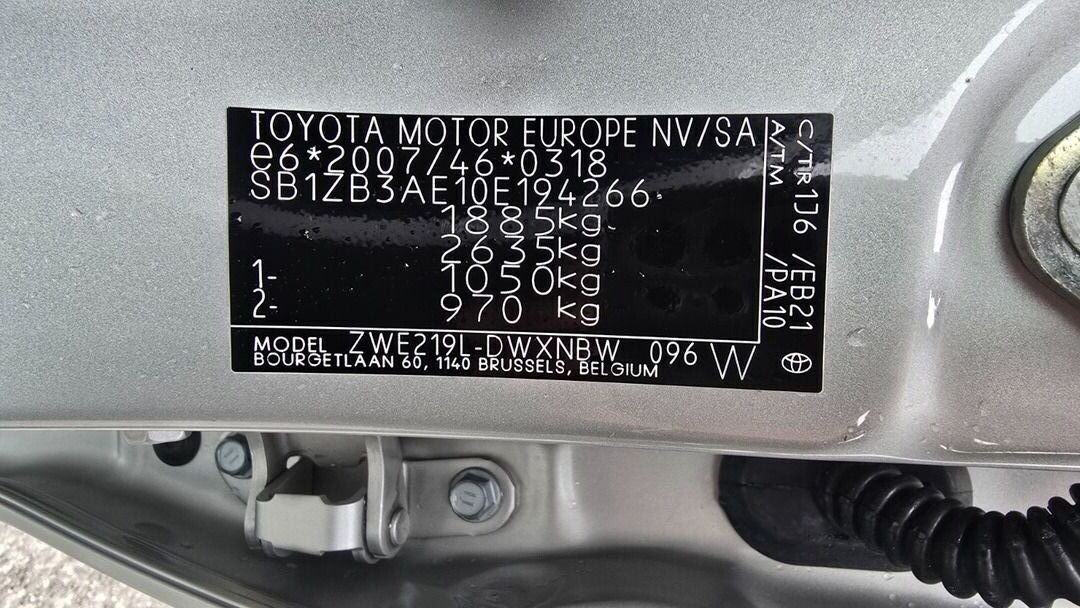 TOYOTA MOTOR EUROPE NV/SA
e6*2007/46*0318
SB1ZB3AE10E194266
1885kg
2635kg
1- 1050kg
2- 970 kg
MODEL ZWE219L-DWXNBW 096 W
BOURGETLAAN 60, 1140 BRUSSELS, BELGIUM
C/TR 1J6 /EB21
A/TM /PA10